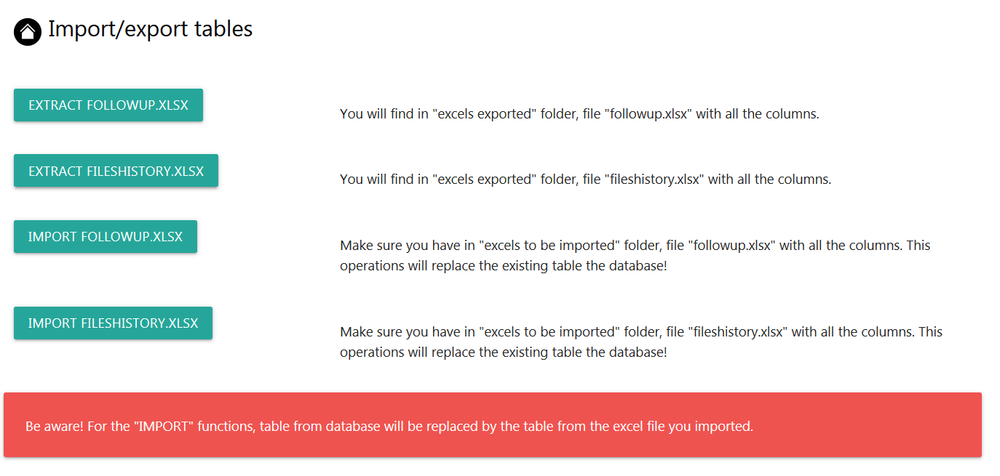 Import/export tables
EXTRACT FOLLOWUP.XLSX
You will find in "excels exported" folder, file "followup.xlsx" with all the columns.
EXTRACT FILESHISTORY.XLSX
You will find in "excels exported" folder, file "fileshistory.xlsx" with all the columns.
IMPORT FOLLOWUP.XLSX
Make sure you have in "excels to be imported" folder, file "followup.xlsx" with all the columns. This
operations will replace the existing table the database!
IMPORT FILESHISTORY.XLSX
Make sure you have in "excels to be imported" folder, file "fileshistory.xlsx" with all the columns. This
operations will replace the existing table the database!
Be aware! For the "IMPORT" functions, table from database will be replaced by the table from the excel file you imported.